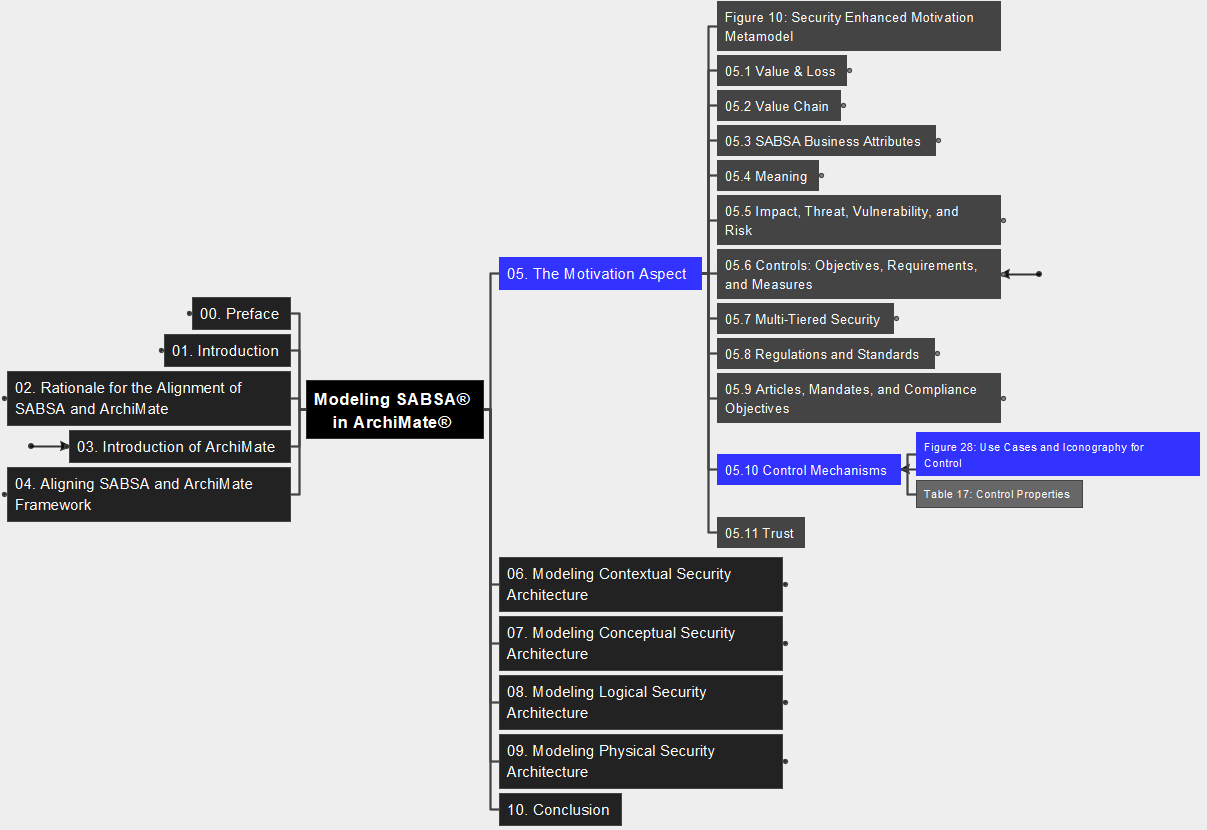 Modeling SABSA®
in ArchiMate®
00. Preface
01. Introduction
02. Rationale for the Alignment of
SABSA and ArchiMate
03. Introduction of ArchiMate
04. Aligning SABSA and ArchiMate
Framework
05. The Motivation Aspect
Figure 10: Security Enhanced Motivation
Metamodel
05.1 Value & Loss
05.2 Value Chain
05.3 SABSA Business Attributes
05.4 Meaning
05.5 Impact, Threat, Vulnerability, and
Risk
05.6 Controls: Objectives, Requirements,
and Measures
05.7 Multi-Tiered Security
05.8 Regulations and Standards
05.9 Articles, Mandates, and Compliance
Objectives
05.10 Control Mechanisms
Figure 28: Use Cases and Iconography for
Control
Table 17: Control Properties
05.11 Trust
06. Modeling Contextual Security
Architecture
07. Modeling Conceptual Security
Architecture
08. Modeling Logical Security
Architecture
09. Modeling Physical Security
Architecture
10. Conclusion